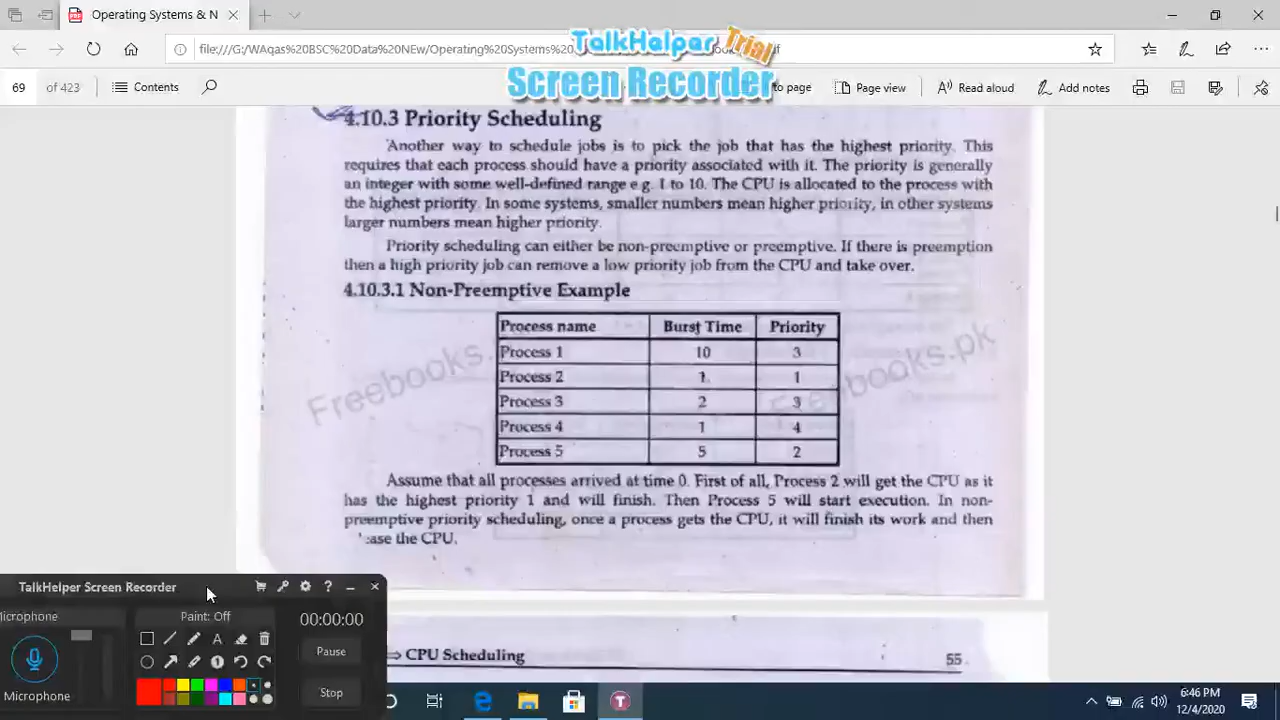 Operating Systems & N
file:///G:/WAqas%20BSC%20Data%20NEw/Operating%20Systems%20
TalkHelper Trial
Screen Recorder
69 of 423
Contents
to page
Page view
Read aloud
Add notes
4.10.3 Priority Scheduling
Another way to schedule jobs is to pick the job that has the highest priority. This
requires that each process should have a priority associated with it. The priority is generally
an integer with some well-defined range e.g. 1 to 10. The CPU is allocated to the process with
the highest priority. In some systems, smaller numbers mean higher priority, in other systems
larger numbers mean higher priority.
Priority scheduling can either be non-preemptive or preemptive. If there is preemption
then a high priority job can remove a low priority job from the CPU and take over.
4.10.3.1 Non-Preemptive Example
Process name Burst Time Priority
Process 1 10 3
Process 2 1 1
Process 3 2 3
Process 4 1 4
Process 5 5 2
Freebooks.
books.pk
Assume that all processes arrived at time 0. First of all, Process 2 will get the CPU as it
has the highest priority 1 and will finish. Then Process 5 will start execution. In non-
preemptive priority scheduling, once a process gets the CPU, it will finish its work and then
ease the CPU.
⇒ CPU Scheduling 55
TalkHelper Screen Recorder
Microphone
Paint: Off
00:00:00
Pause
Microphone
Stop
6:46 PM
12/4/2020